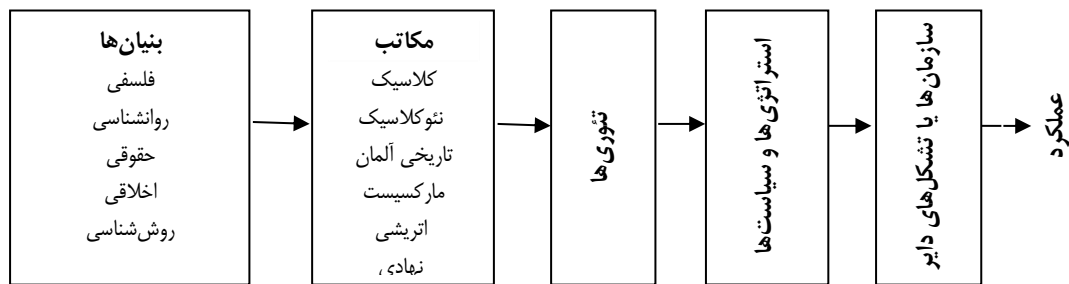 بنیان‌ها
فلسفی
روانشناسی
حقوقی
اخلاقی
روش‌شناسی
مکاتب
کلاسیک
نئوکلاسیک
تاریخی آلمان
مارکسیست
اتریشی
نهادی
تئوری‌ها
استراتژی‌ها و سیاست‌ها
سازمان‌ها یا تشکل‌های دایر
عملکرد